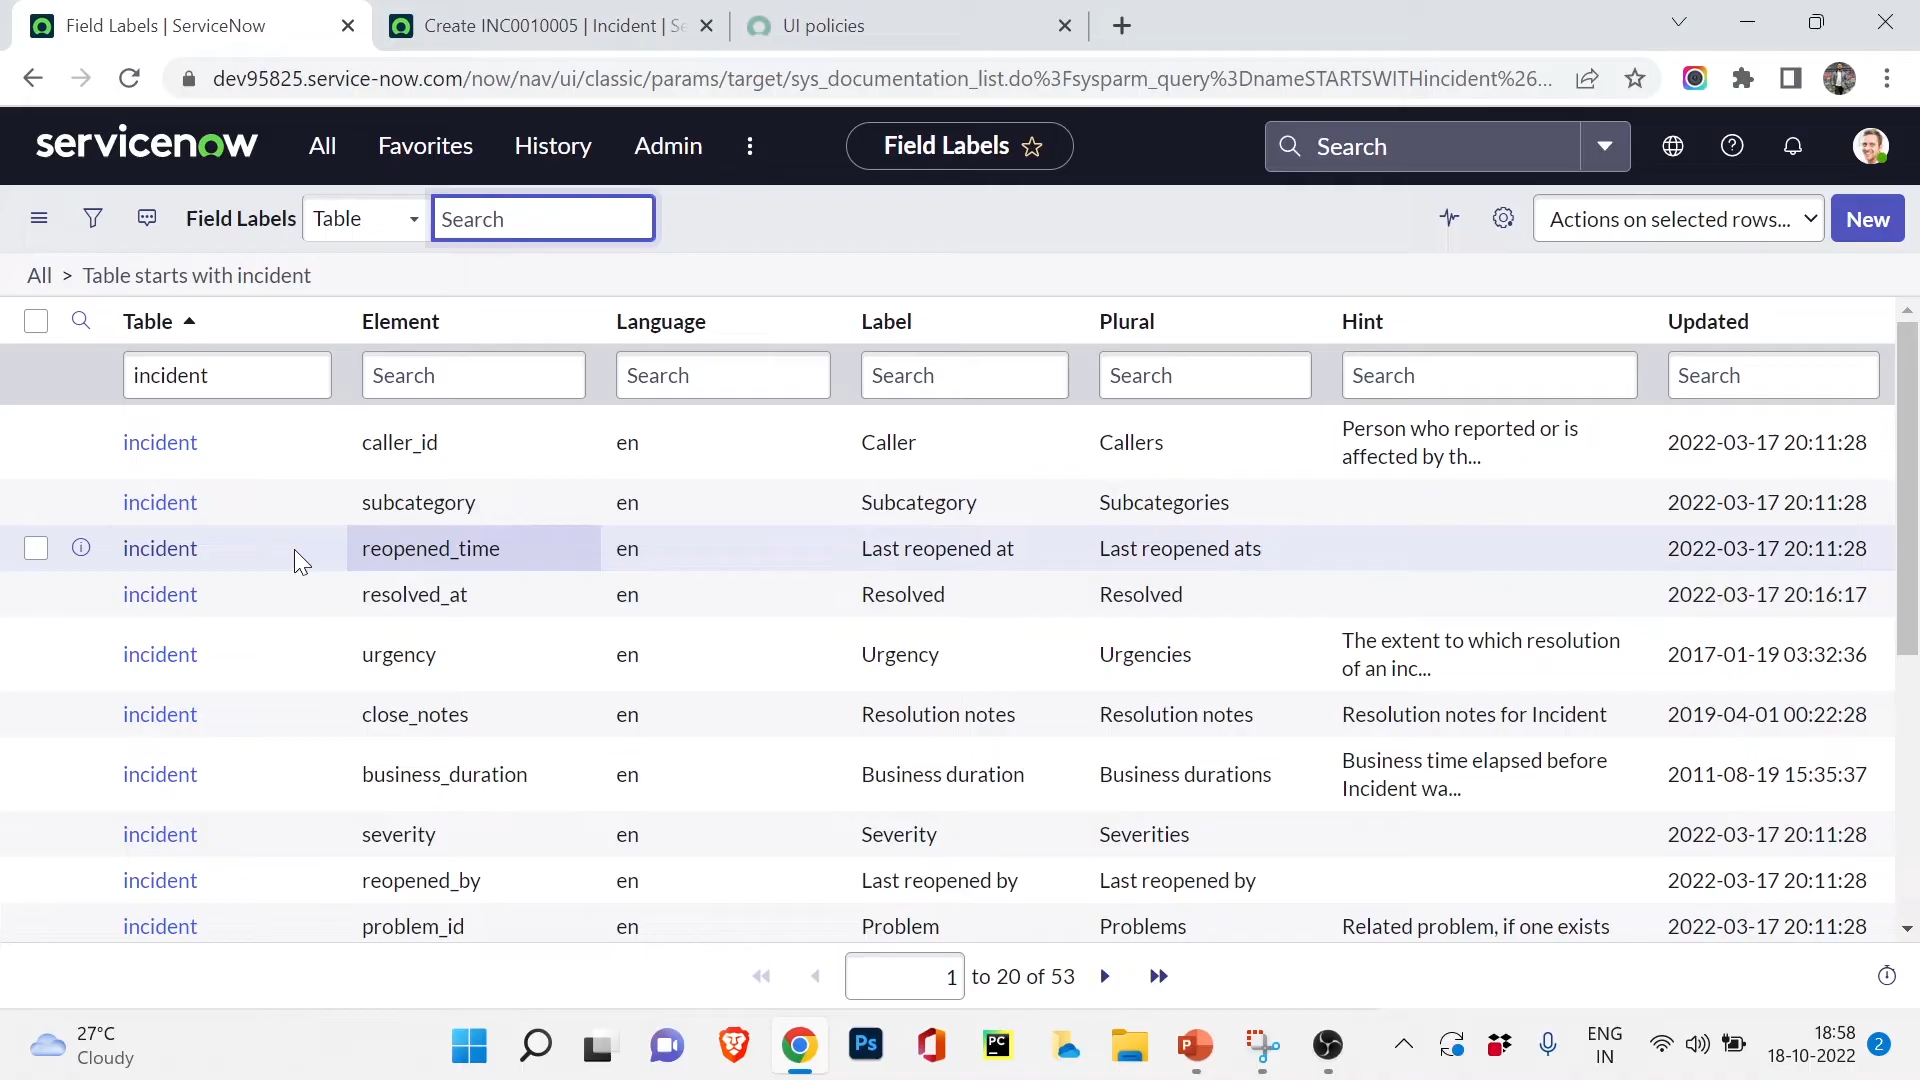 Field Labels | ServiceNow
Create INC0010005 | Incident | Se
UI policies
dev95825.service-now.com/now/nav/ui/classic/params/target/sys_documentation_list.do%3Fsysparm_query%3DnameSTARTSWITHincident%26...
servicenow All Favorites History Admin Field Labels Search
Field Labels Table Search Actions on selected rows... New
All > Table starts with incident
Table Element Language Label Plural Hint Updated
incident Search Search Search Search Search Search
incident caller_id en Caller Callers Person who reported or is affected by th... 2022-03-17 20:11:28
incident subcategory en Subcategory Subcategories 2022-03-17 20:11:28
incident reopened_time en Last reopened at Last reopened ats 2022-03-17 20:11:28
incident resolved_at en Resolved Resolved 2022-03-17 20:16:17
incident urgency en Urgency Urgencies The extent to which resolution of an inc... 2017-01-19 03:32:36
incident close_notes en Resolution notes Resolution notes Resolution notes for Incident 2019-04-01 00:22:28
incident business_duration en Business duration Business durations Business time elapsed before Incident wa... 2011-08-19 15:35:37
incident severity en Severity Severities 2022-03-17 20:11:28
incident reopened_by en Last reopened by Last reopened by 2022-03-17 20:11:28
incident problem_id en Problem Problems Related problem, if one exists 2022-03-17 20:11:28
1 to 20 of 53
27°C
Cloudy
Ps
PC
P
ENG
IN
18:58
18-10-2022
2